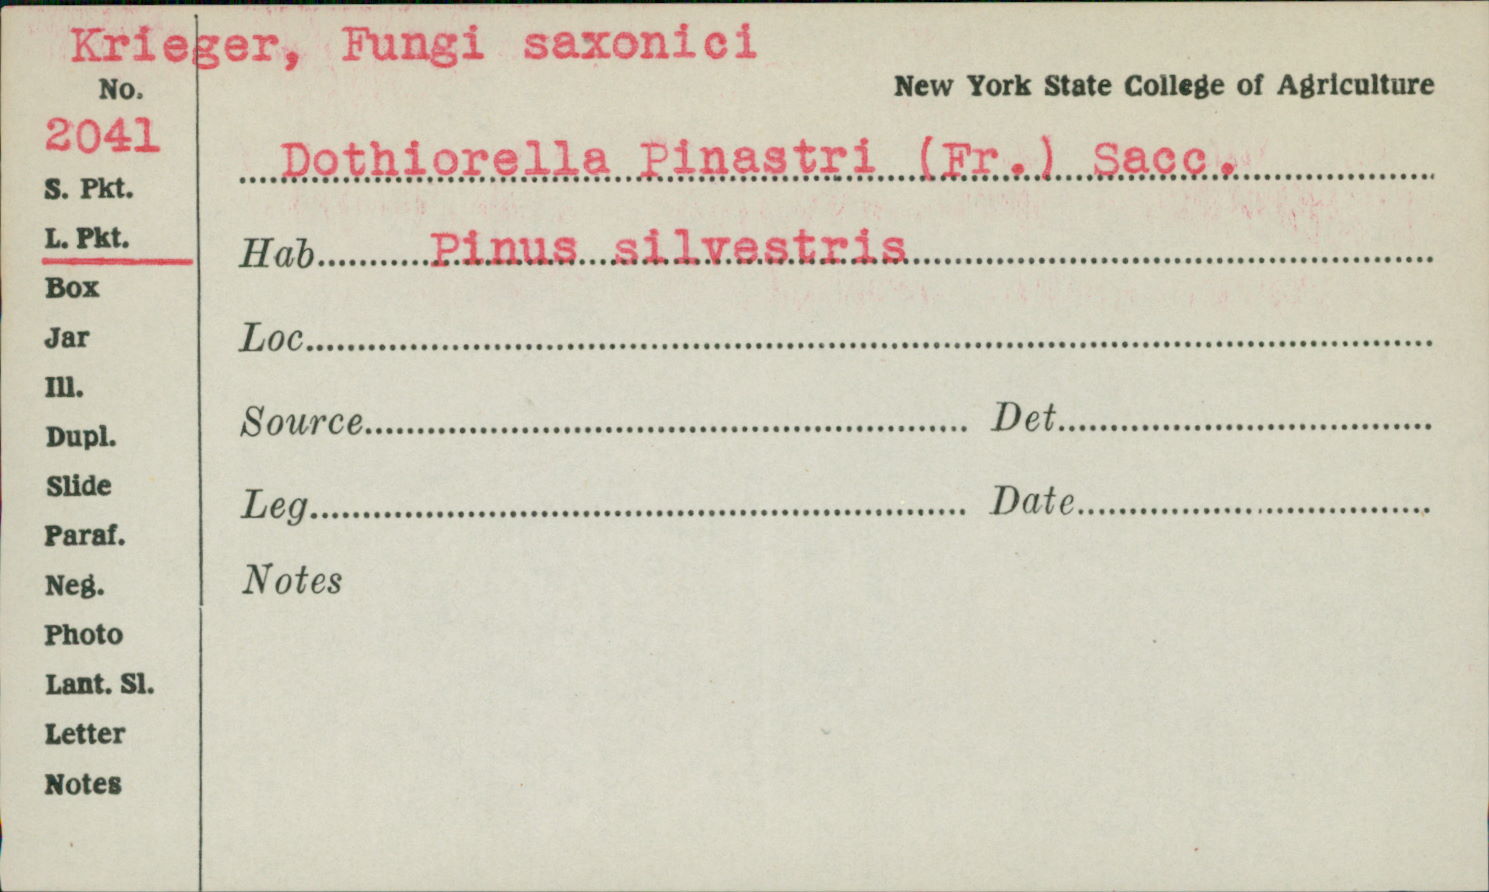 Krieger, Fungi saxonici
No.
New York State College of Agriculture
2041
Dothiorella Pinastri (Fr.) Sacc.
S. Pkt.
L. Pkt.
Hab. Pinus silvestris
Box
Jar
Loc.
Ill.
Dupl.
Source Det.
Slide
Leg. Date
Paraf.
Neg.
Notes
Photo
Lant. Sl.
Letter
Notes